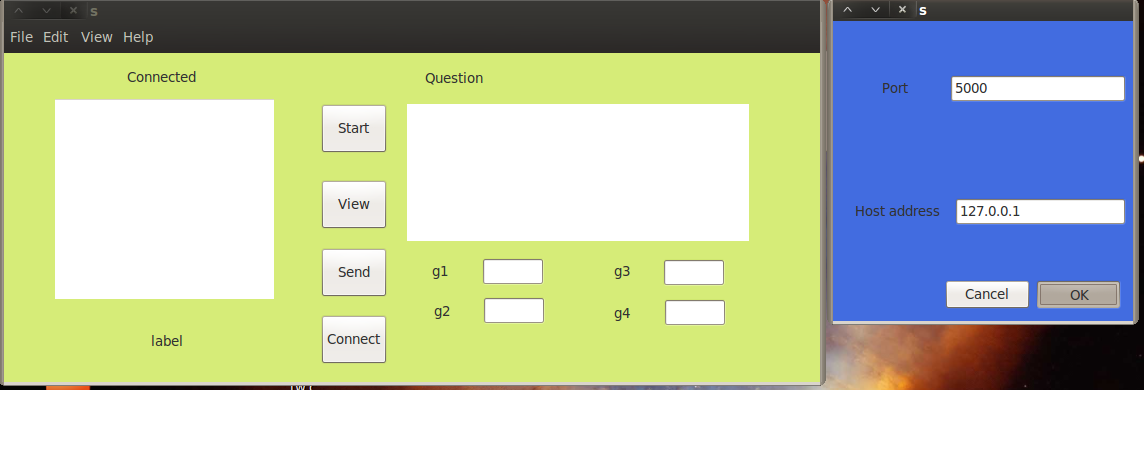 s
File Edit View Help
Connected
Question
Start
View
Send
Connect
g1
g3
g2
g4
label
s
Port 5000
Host address 127.0.0.1
Cancel OK